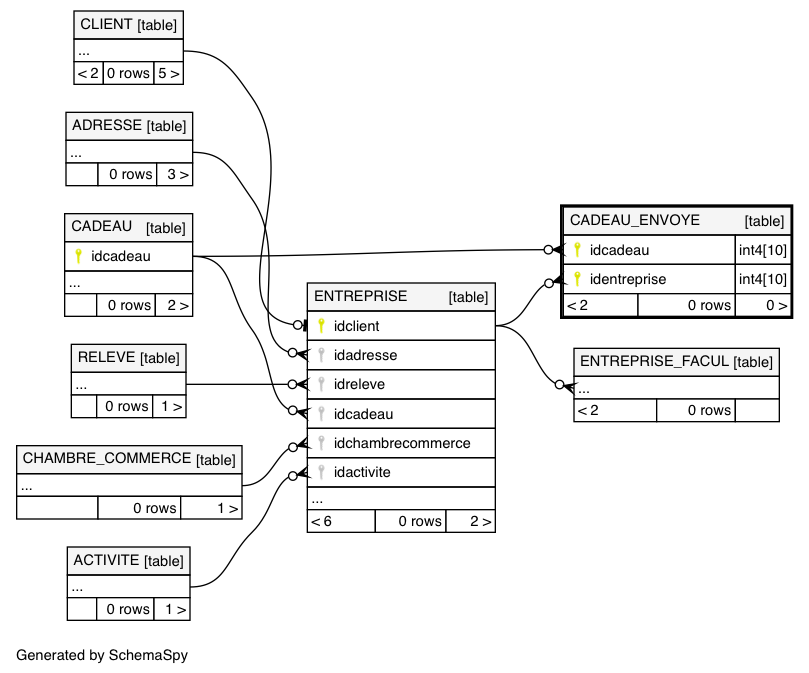 CLIENT [table]
...
< 2 0 rows 5 >
ADRESSE [table]
...
0 rows 3 >
CADEAU [table]
idcadeau
...
0 rows 2 >
RELEVE [table]
...
0 rows 1 >
CHAMBRE_COMMERCE [table]
...
0 rows 1 >
ACTIVITE [table]
...
0 rows 1 >
ENTREPRISE [table]
idclient
idadresse
idreleve
idcadeau
idchambrecommerce
idactivite
...
< 6 0 rows 2 >
CADEAU_ENVOYE [table]
idcadeau int4[10]
identreprise int4[10]
< 2 0 rows 0 >
ENTREPRISE_FACUL [table]
...
< 2 0 rows
Generated by SchemaSpy